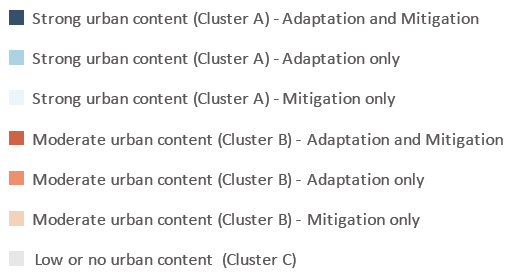 Strong urban content (Cluster A) - Adaptation and Mitigation
Strong urban content (Cluster A) - Adaptation only
Strong urban content (Cluster A) - Mitigation only
Moderate urban content (Cluster B) - Adaptation and Mitigation
Moderate urban content (Cluster B) - Adaptation only
Moderate urban content (Cluster B) - Mitigation only
Low or no urban content (Cluster C)